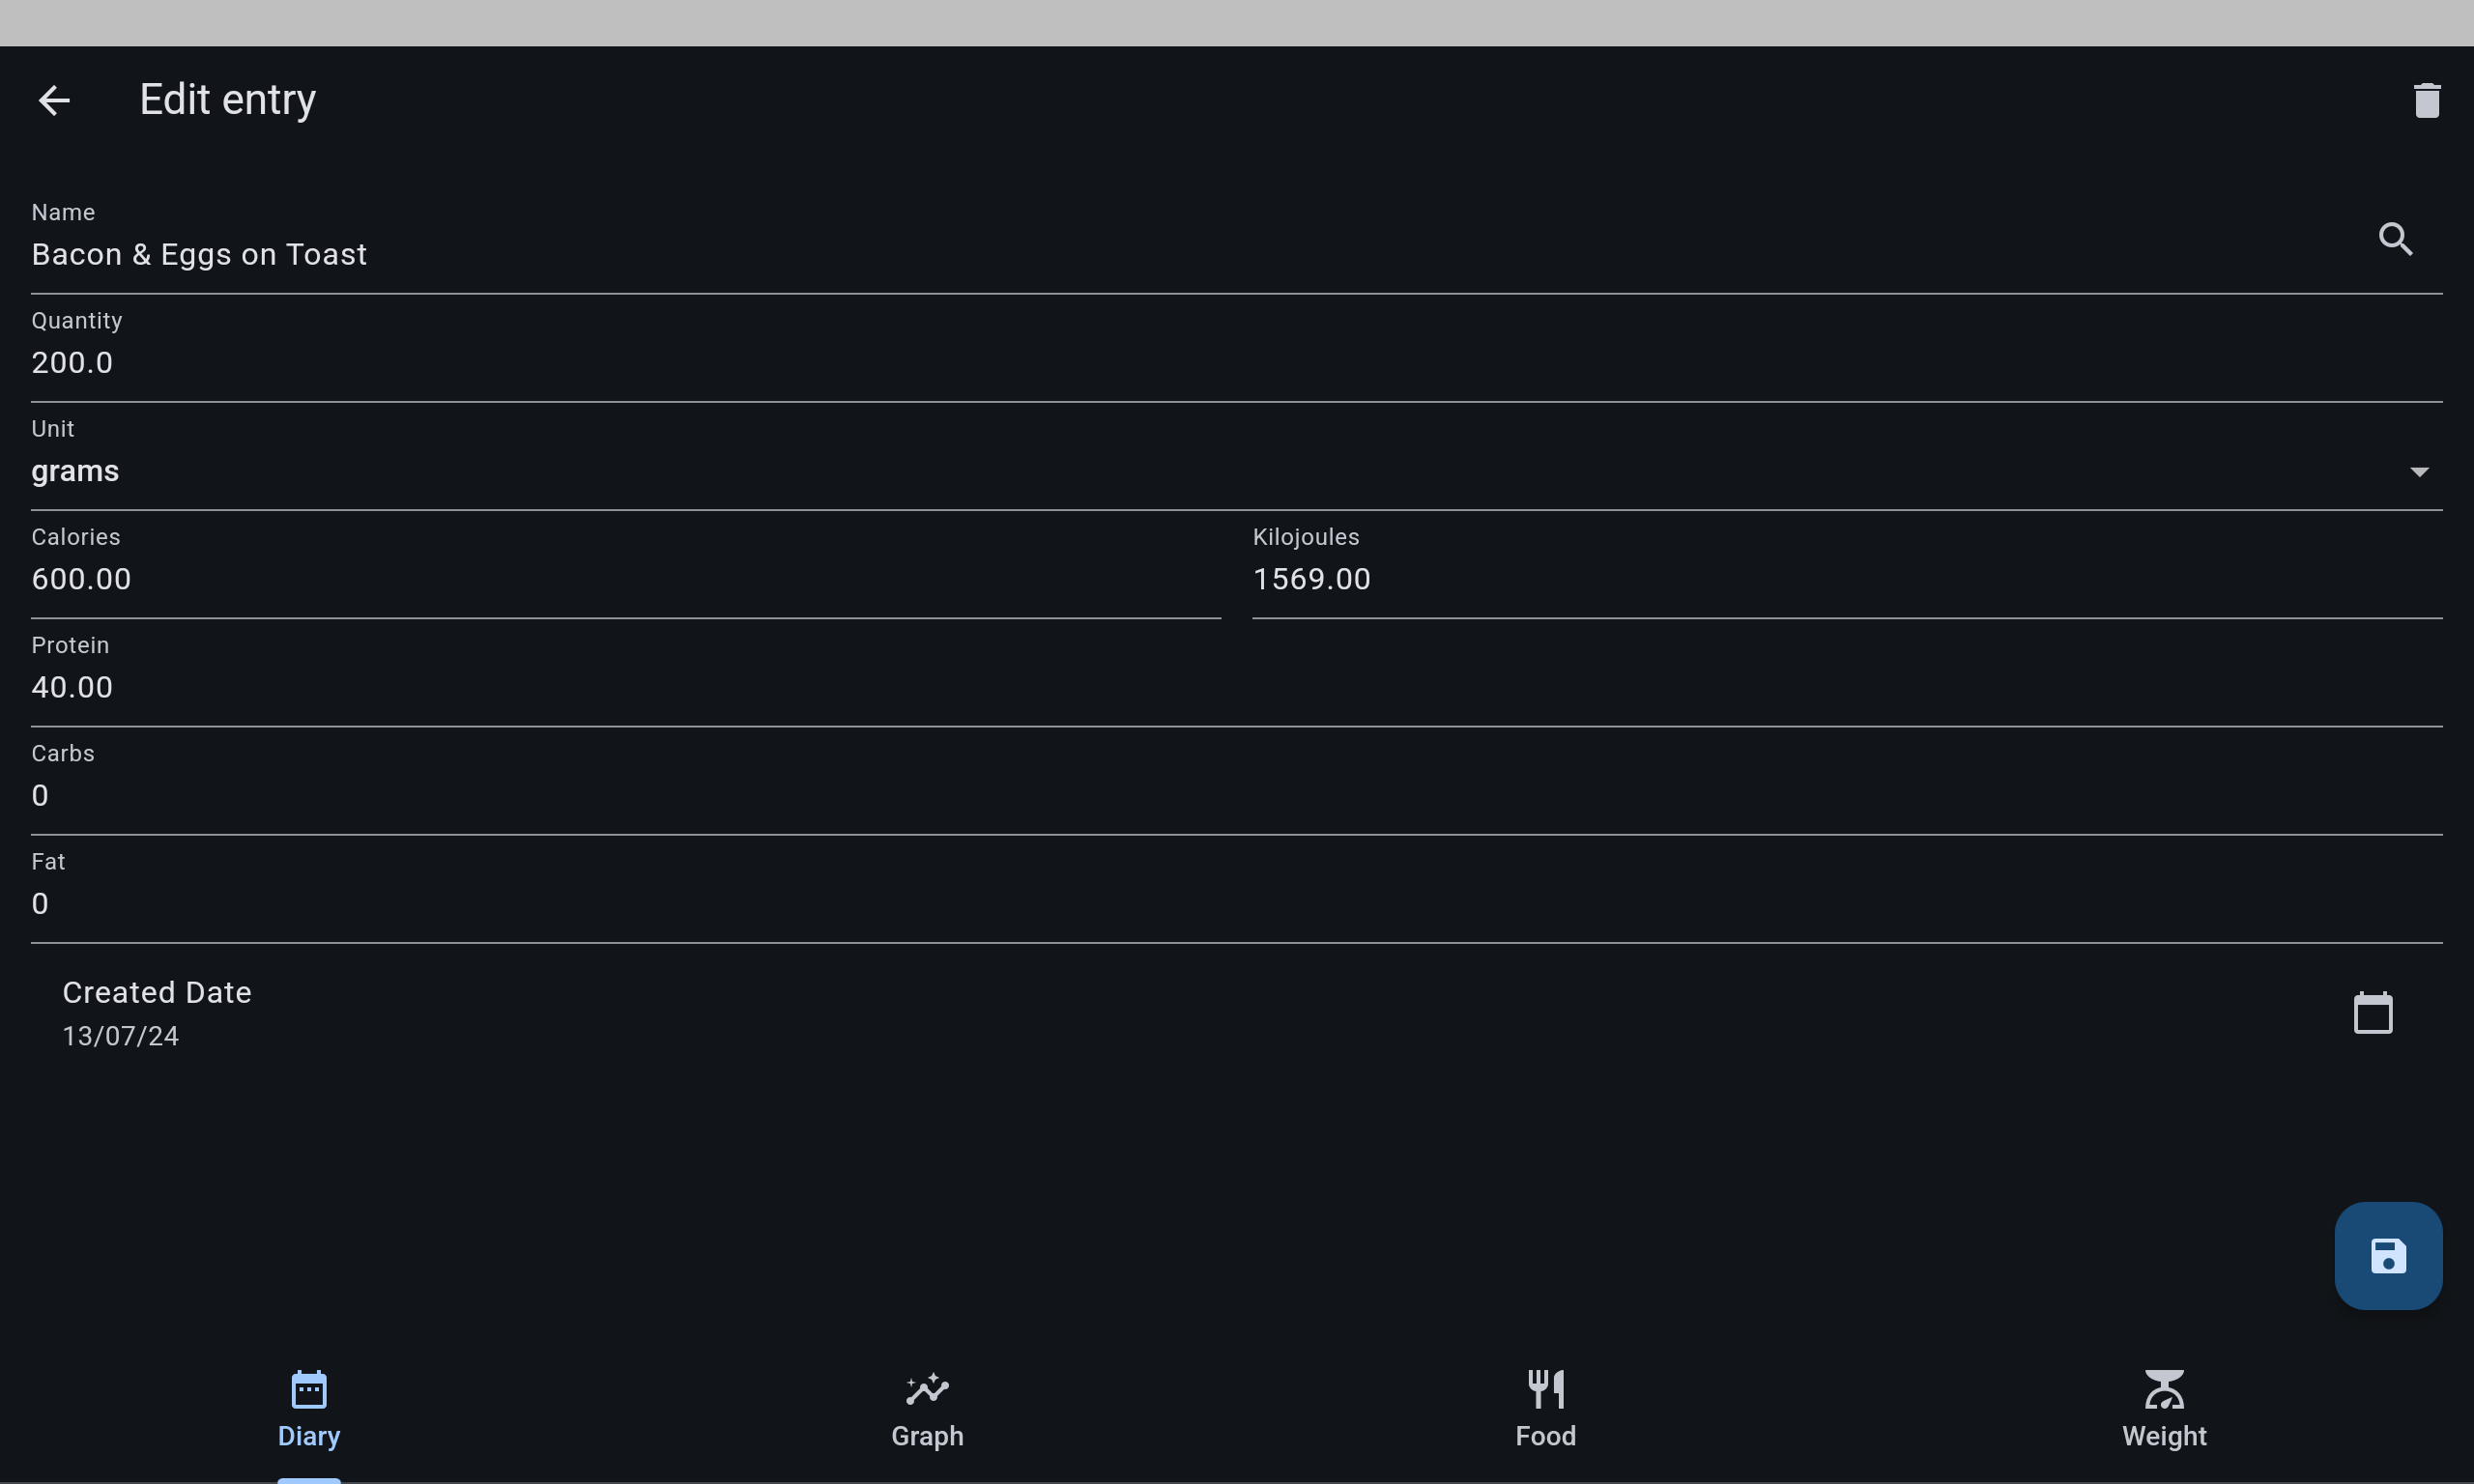 Edit entry
Name
Bacon & Eggs on Toast
Quantity
200.0
Unit
grams
Calories
600.00
Kilojoules
1569.00
Protein
40.00
Carbs
0
Fat
0
Created Date
13/07/24
Diary
Graph
Food
Weight